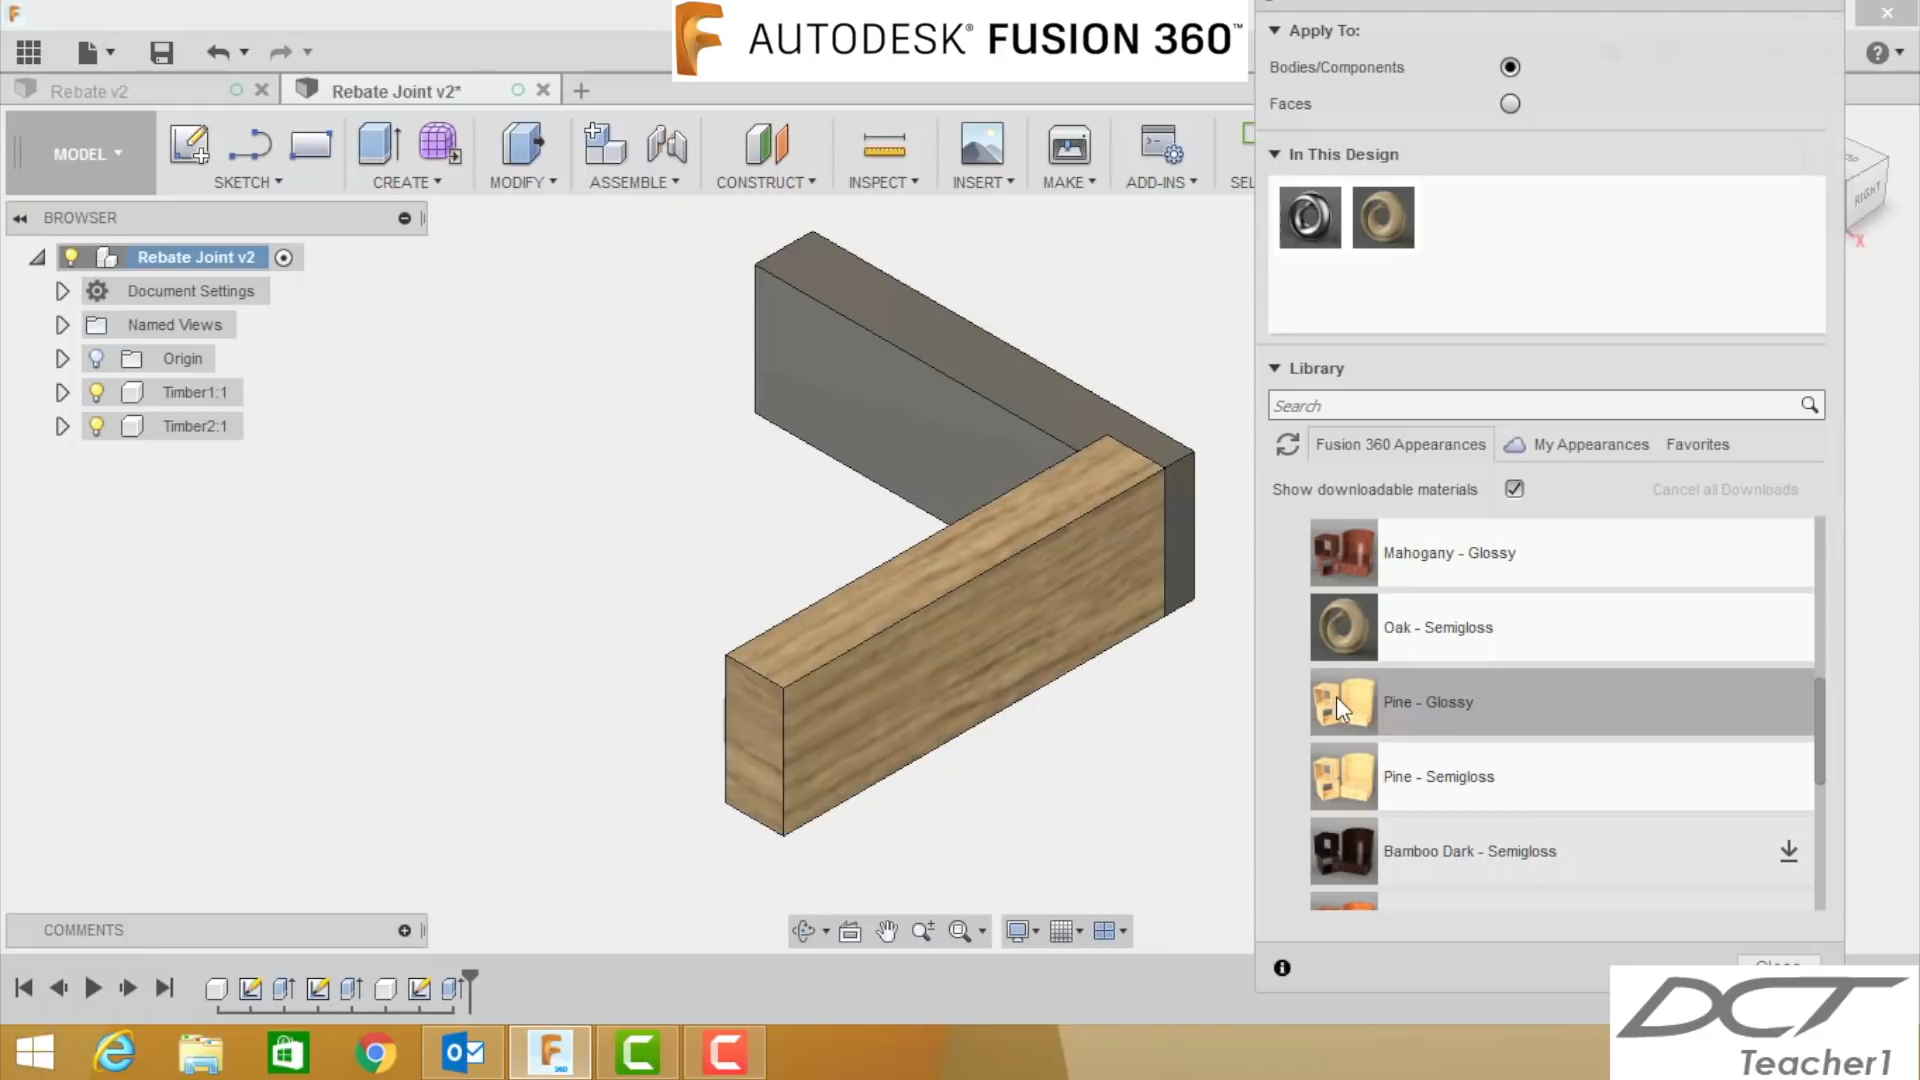 AUTODESK® FUSION 360™
Rebate v2
Rebate Joint v2*
MODEL
SKETCH
CREATE
MODIFY
ASSEMBLE
CONSTRUCT
INSPECT
INSERT
MAKE
ADD-INS
SEL
BROWSER
Rebate Joint v2
Document Settings
Named Views
Origin
Timber1:1
Timber2:1
Apply To:
Bodies/Components
Faces
In This Design
RIGHT
X
Library
Search
Fusion 360 Appearances
My Appearances
Favorites
Show downloadable materials
Cancel all Downloads
Mahogany - Glossy
Oak - Semigloss
Pine - Glossy
Pine - Semigloss
Bamboo Dark - Semigloss
COMMENTS
Close
DCT
Teacher1